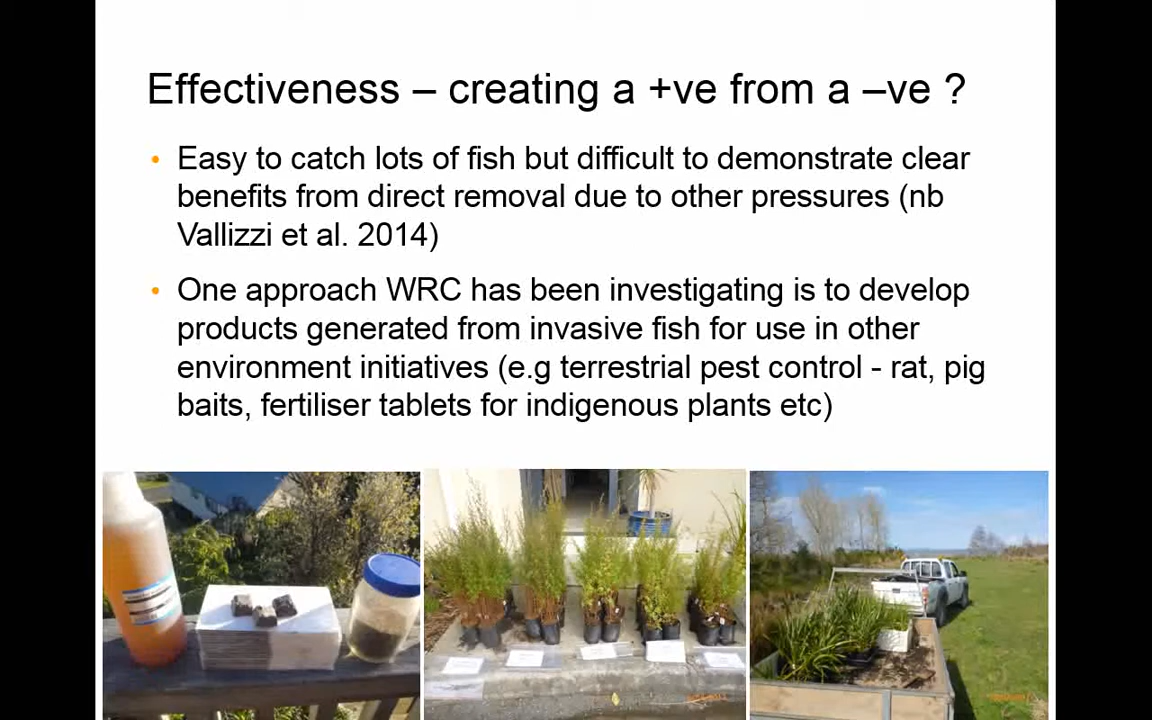 Effectiveness – creating a +ve from a –ve ?
• Easy to catch lots of fish but difficult to demonstrate clear
benefits from direct removal due to other pressures (nb
Vallizzi et al. 2014)
• One approach WRC has been investigating is to develop
products generated from invasive fish for use in other
environment initiatives (e.g terrestrial pest control - rat, pig
baits, fertiliser tablets for indigenous plants etc)